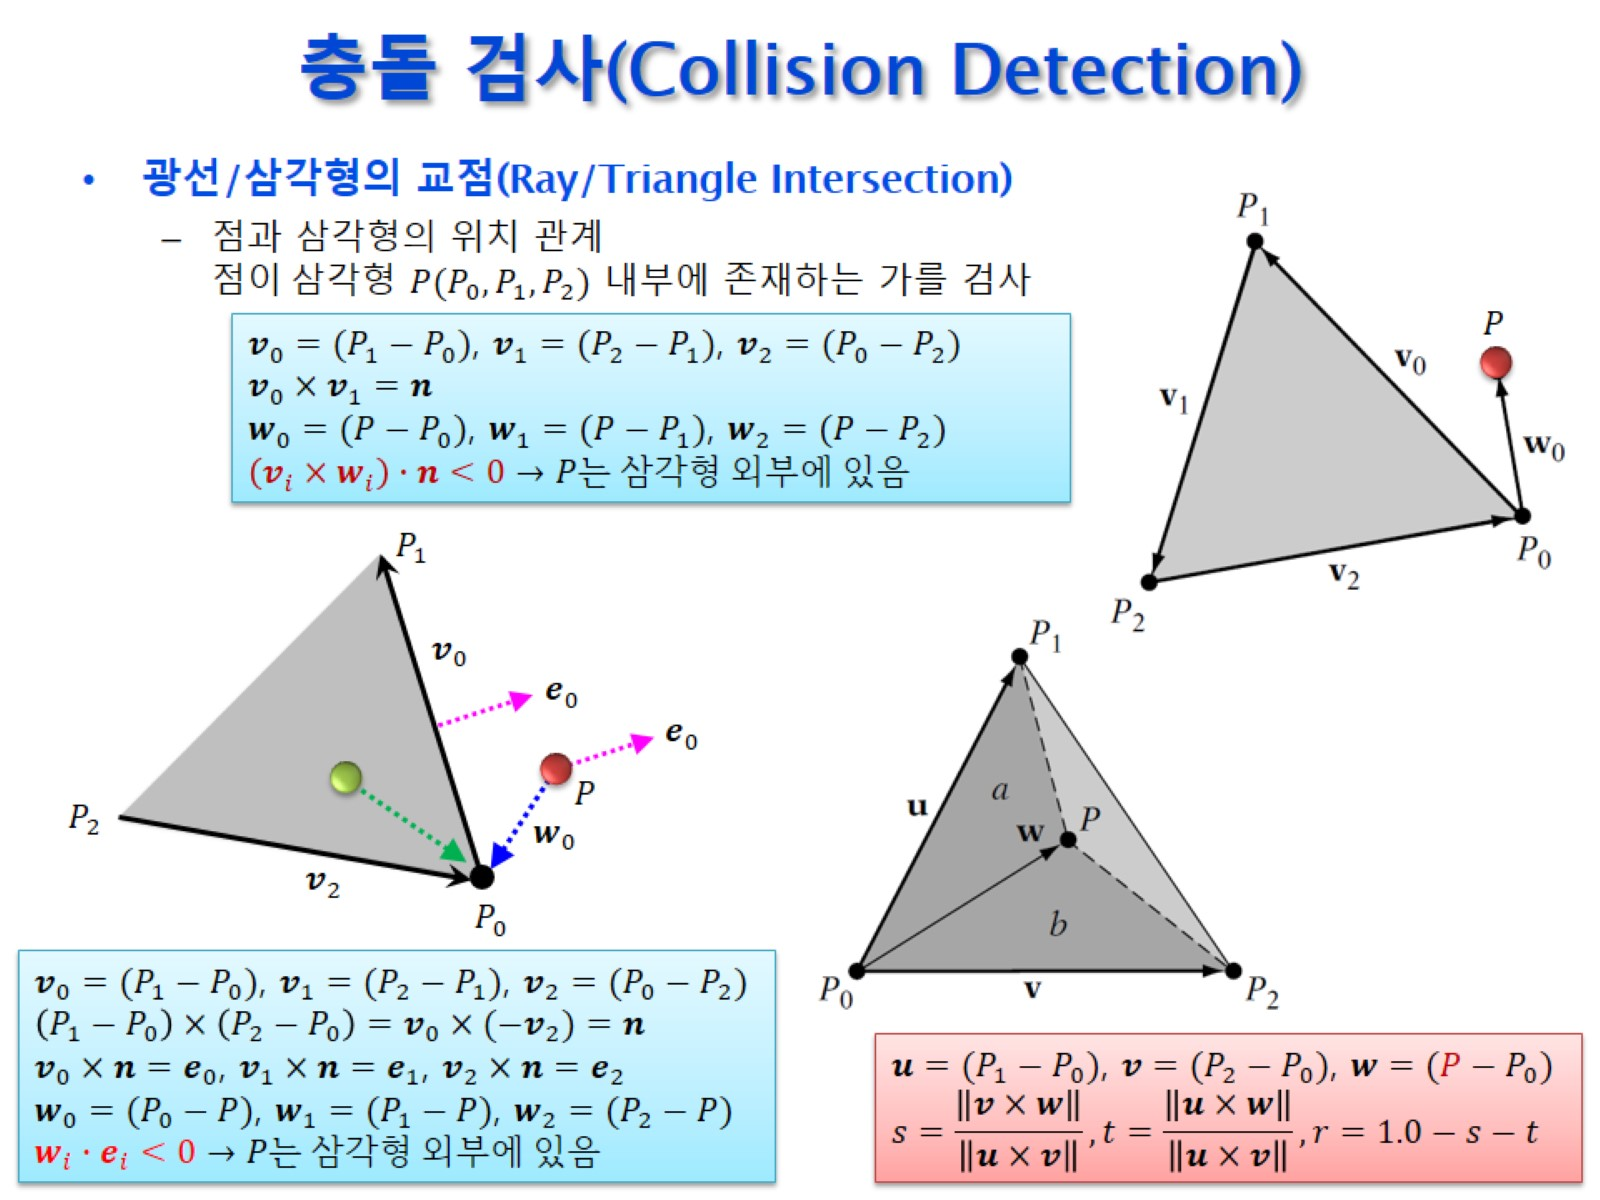 충돌 검사(Collision Detection)
• 광선/삼각형의 교점(Ray/Triangle Intersection)
– 점과 삼각형의 위치 관계
점이 삼각형 P(P₀, P₁, P₂) 내부에 존재하는 가를 검사
v₀ = (P₁ − P₀), v₁ = (P₂ − P₁), v₂ = (P₀ − P₂)
v₀ × v₁ = n
w₀ = (P − P₀), w₁ = (P − P₁), w₂ = (P − P₂)
(vᵢ × wᵢ) · n < 0 → P는 삼각형 외부에 있음
P₁
P
v₀
v₁
w₀
P₀
v₂
P₂
P₁
v₀
e₀
e₀
P
P₂
w₀
v₂
P₀
P₁
a
u
w
P
b
P₀
v
P₂
v₀ = (P₁ − P₀), v₁ = (P₂ − P₁), v₂ = (P₀ − P₂)
(P₁ − P₀) × (P₂ − P₀) = v₀ × (−v₂) = n
v₀ × n = e₀, v₁ × n = e₁, v₂ × n = e₂
w₀ = (P₀ − P), w₁ = (P₁ − P), w₂ = (P₂ − P)
wᵢ · eᵢ < 0 → P는 삼각형 외부에 있음
u = (P₁ − P₀), v = (P₂ − P₀), w = (P − P₀)
s = ‖v × w‖ / ‖u × v‖, t = ‖u × w‖ / ‖u × v‖, r = 1.0 − s − t